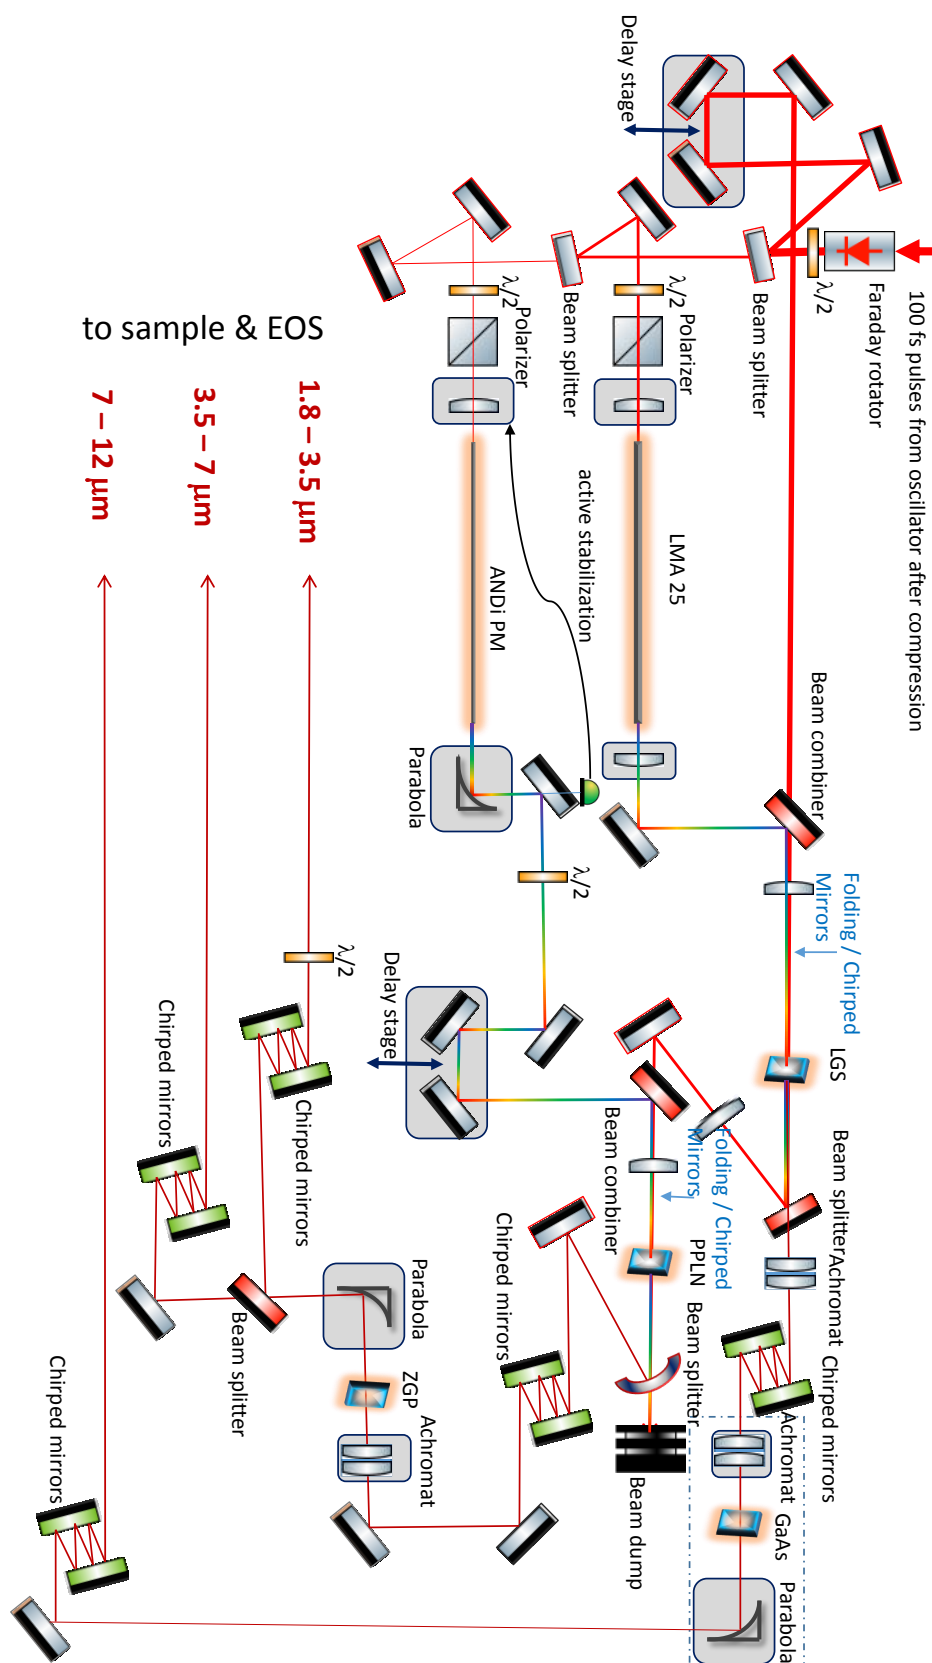 100 fs pulses from oscillator after compression
Faraday rotator
λ/2
Beam splitter
Delay stage
λ/2
Polarizer
Beam splitter
λ/2
Polarizer
LMA 25
active stabilization
ANDi PM
Parabola
Beam combiner
Folding / Chirped
Mirrors
LGS
Beam splitter
Achromat
Chirped mirrors
Achromat
GaAs
Parabola
λ/2
Delay stage
Beam combiner
Folding / Chirped
Mirrors
PPLN
Beam splitter
Beam dump
Chirped mirrors
Achromat
ZGP
Parabola
Beam splitter
Chirped mirrors
λ/2
Chirped mirrors
Chirped mirrors
to sample & EOS
1.8 – 3.5 μm
3.5 – 7 μm
7 – 12 μm